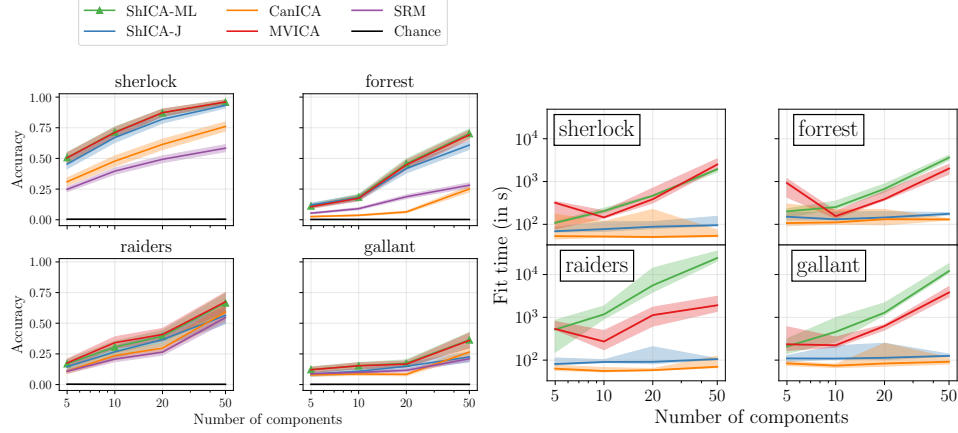 ShICA-ML CanICA SRM
ShICA-J MVICA Chance
sherlock forrest
1.00
0.75
0.50
0.25
0.00
Accuracy
raiders gallant
1.00
0.75
0.50
0.25
0.00
Accuracy
5 10 20 50 5 10 20 50
Number of components
sherlock forrest
10^4
10^3
10^2
raiders gallant
10^4
10^3
10^2
Fit time (in s)
5 10 20 50 5 10 20 50
Number of components